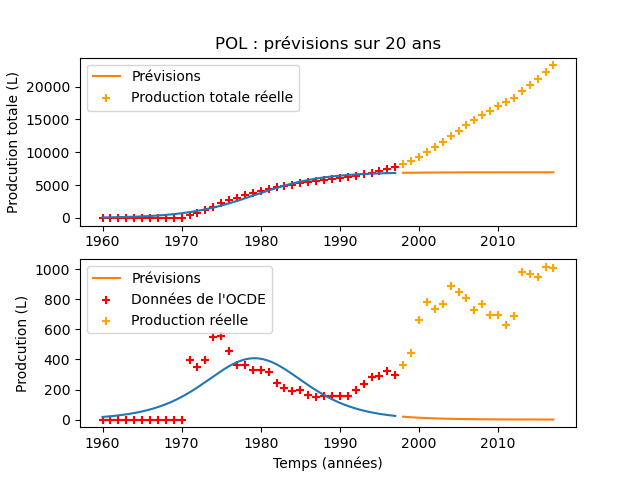 POL : prévisions sur 20 ans
Prodcution totale (L)
20000
15000
10000
5000
0
Prévisions
Production totale réelle
1960 1970 1980 1990 2000 2010
Prodcution (L)
1000
800
600
400
200
0
Prévisions
Données de l'OCDE
Production réelle
1960 1970 1980 1990 2000 2010
Temps (années)